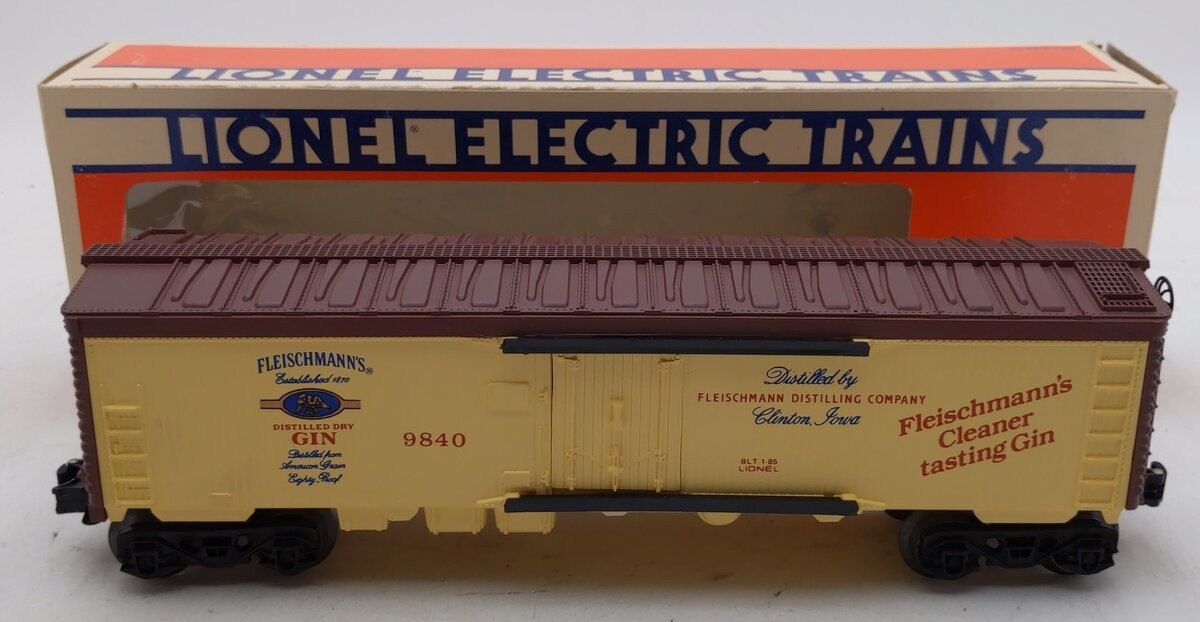 LIONEL ELECTRIC TRAINS
LIONEL® ELECTRIC TRAINS
FLEISCHMANN'S®
Established 1870
DISTILLED DRY
GIN
Distilled from
American Grain
Eighty Proof
9840
Distilled by
FLEISCHMANN DISTILLING COMPANY
Clinton, Iowa
BLT 1-85
LIONEL
Fleischmann's
Cleaner
tasting Gin